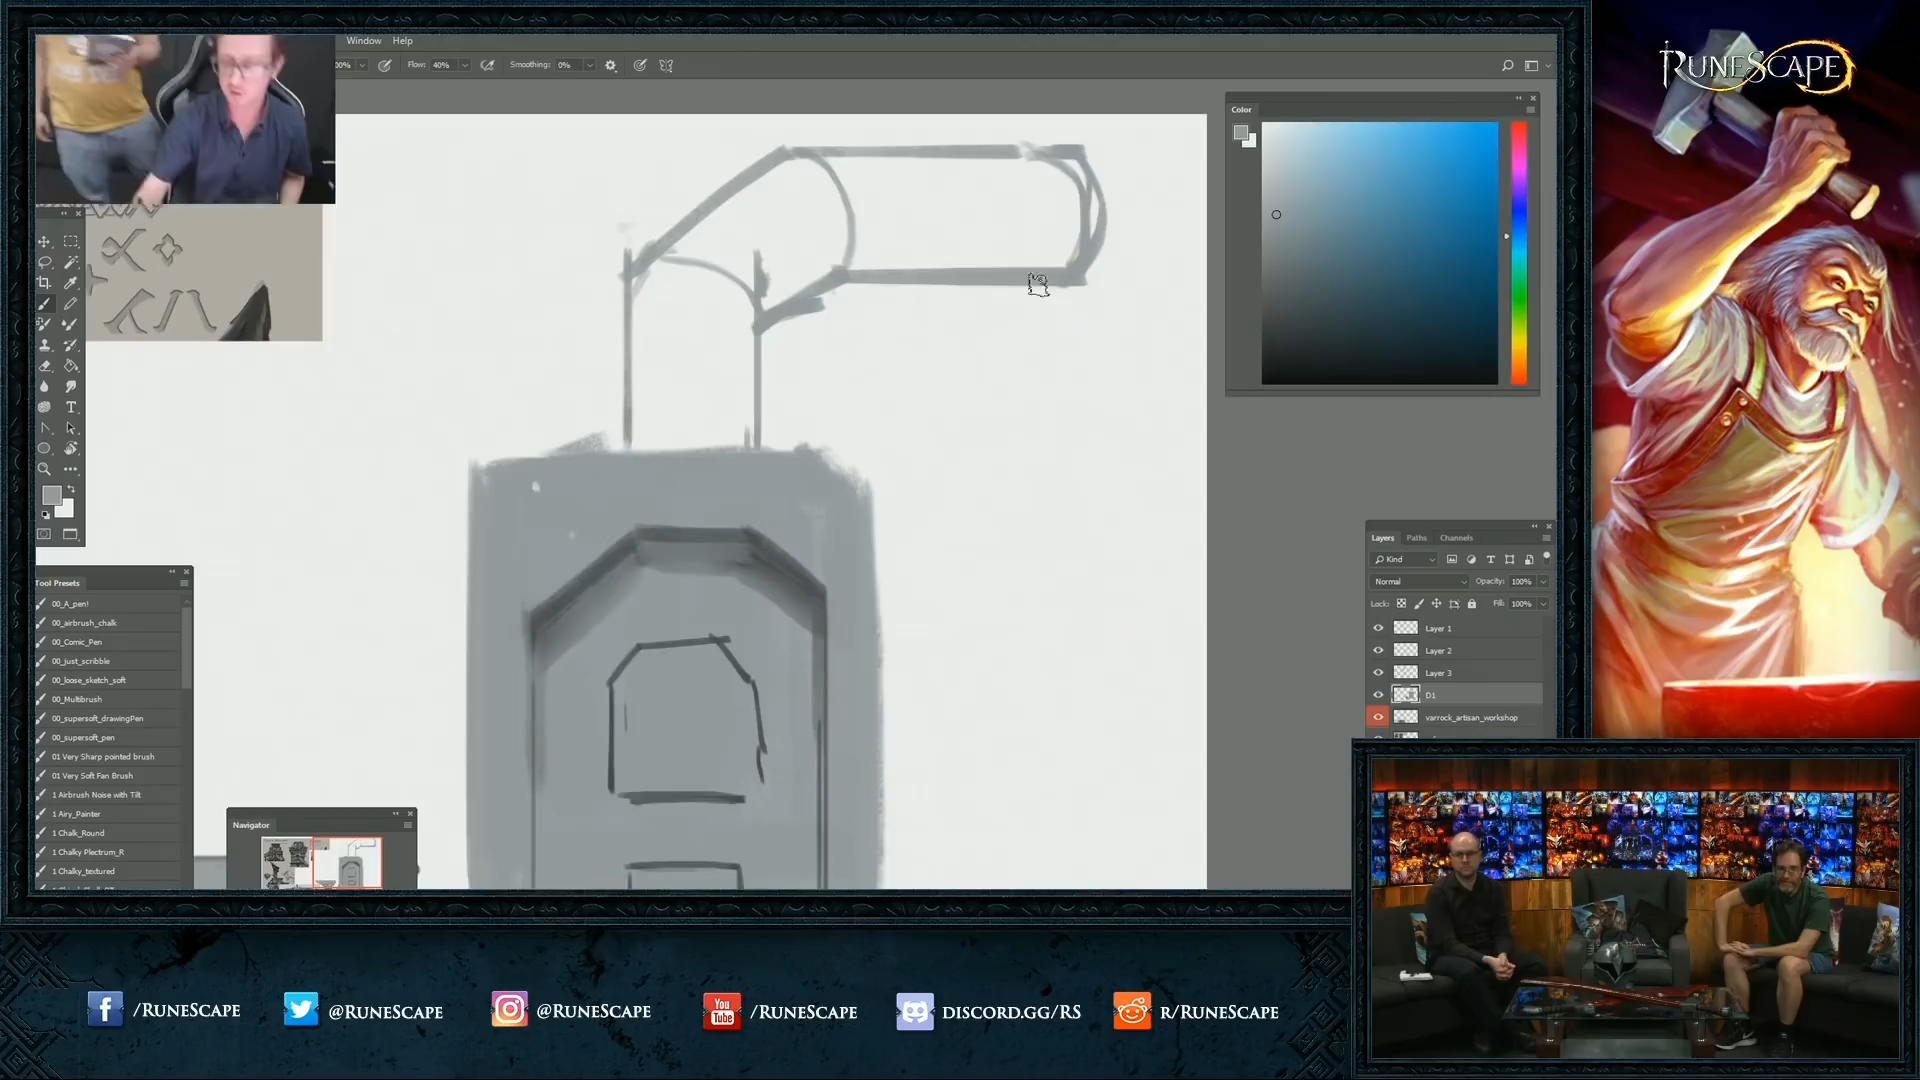 Window Help
00% Flow: 40% Smoothing: 0%
RUNESCAPE
Color
Tool Presets
00_A_pen!
00_airbrush_chalk
00_Comic_Pen
00_just_scribble
00_loose_sketch_soft
00_Multibrush
00_supersoft_drawingPen
00_supersoft_pen
01 Very Sharp pointed brush
01 Very Soft Fan Brush
1 Airbrush Noise with Tilt
1 Airy_Painter
1 Chalk_Round
1 Chalky Plectrum_R
1 Chalky_textured
Navigator
Layers Paths Channels
Kind
Normal Opacity: 100%
Lock: Fill: 100%
Layer 1
Layer 2
Layer 3
D1
varrock_artisan_workshop
/RUNESCAPE
@RUNESCAPE
@RUNESCAPE
You Tube /RUNESCAPE
DISCORD.GG/RS
R/RUNESCAPE